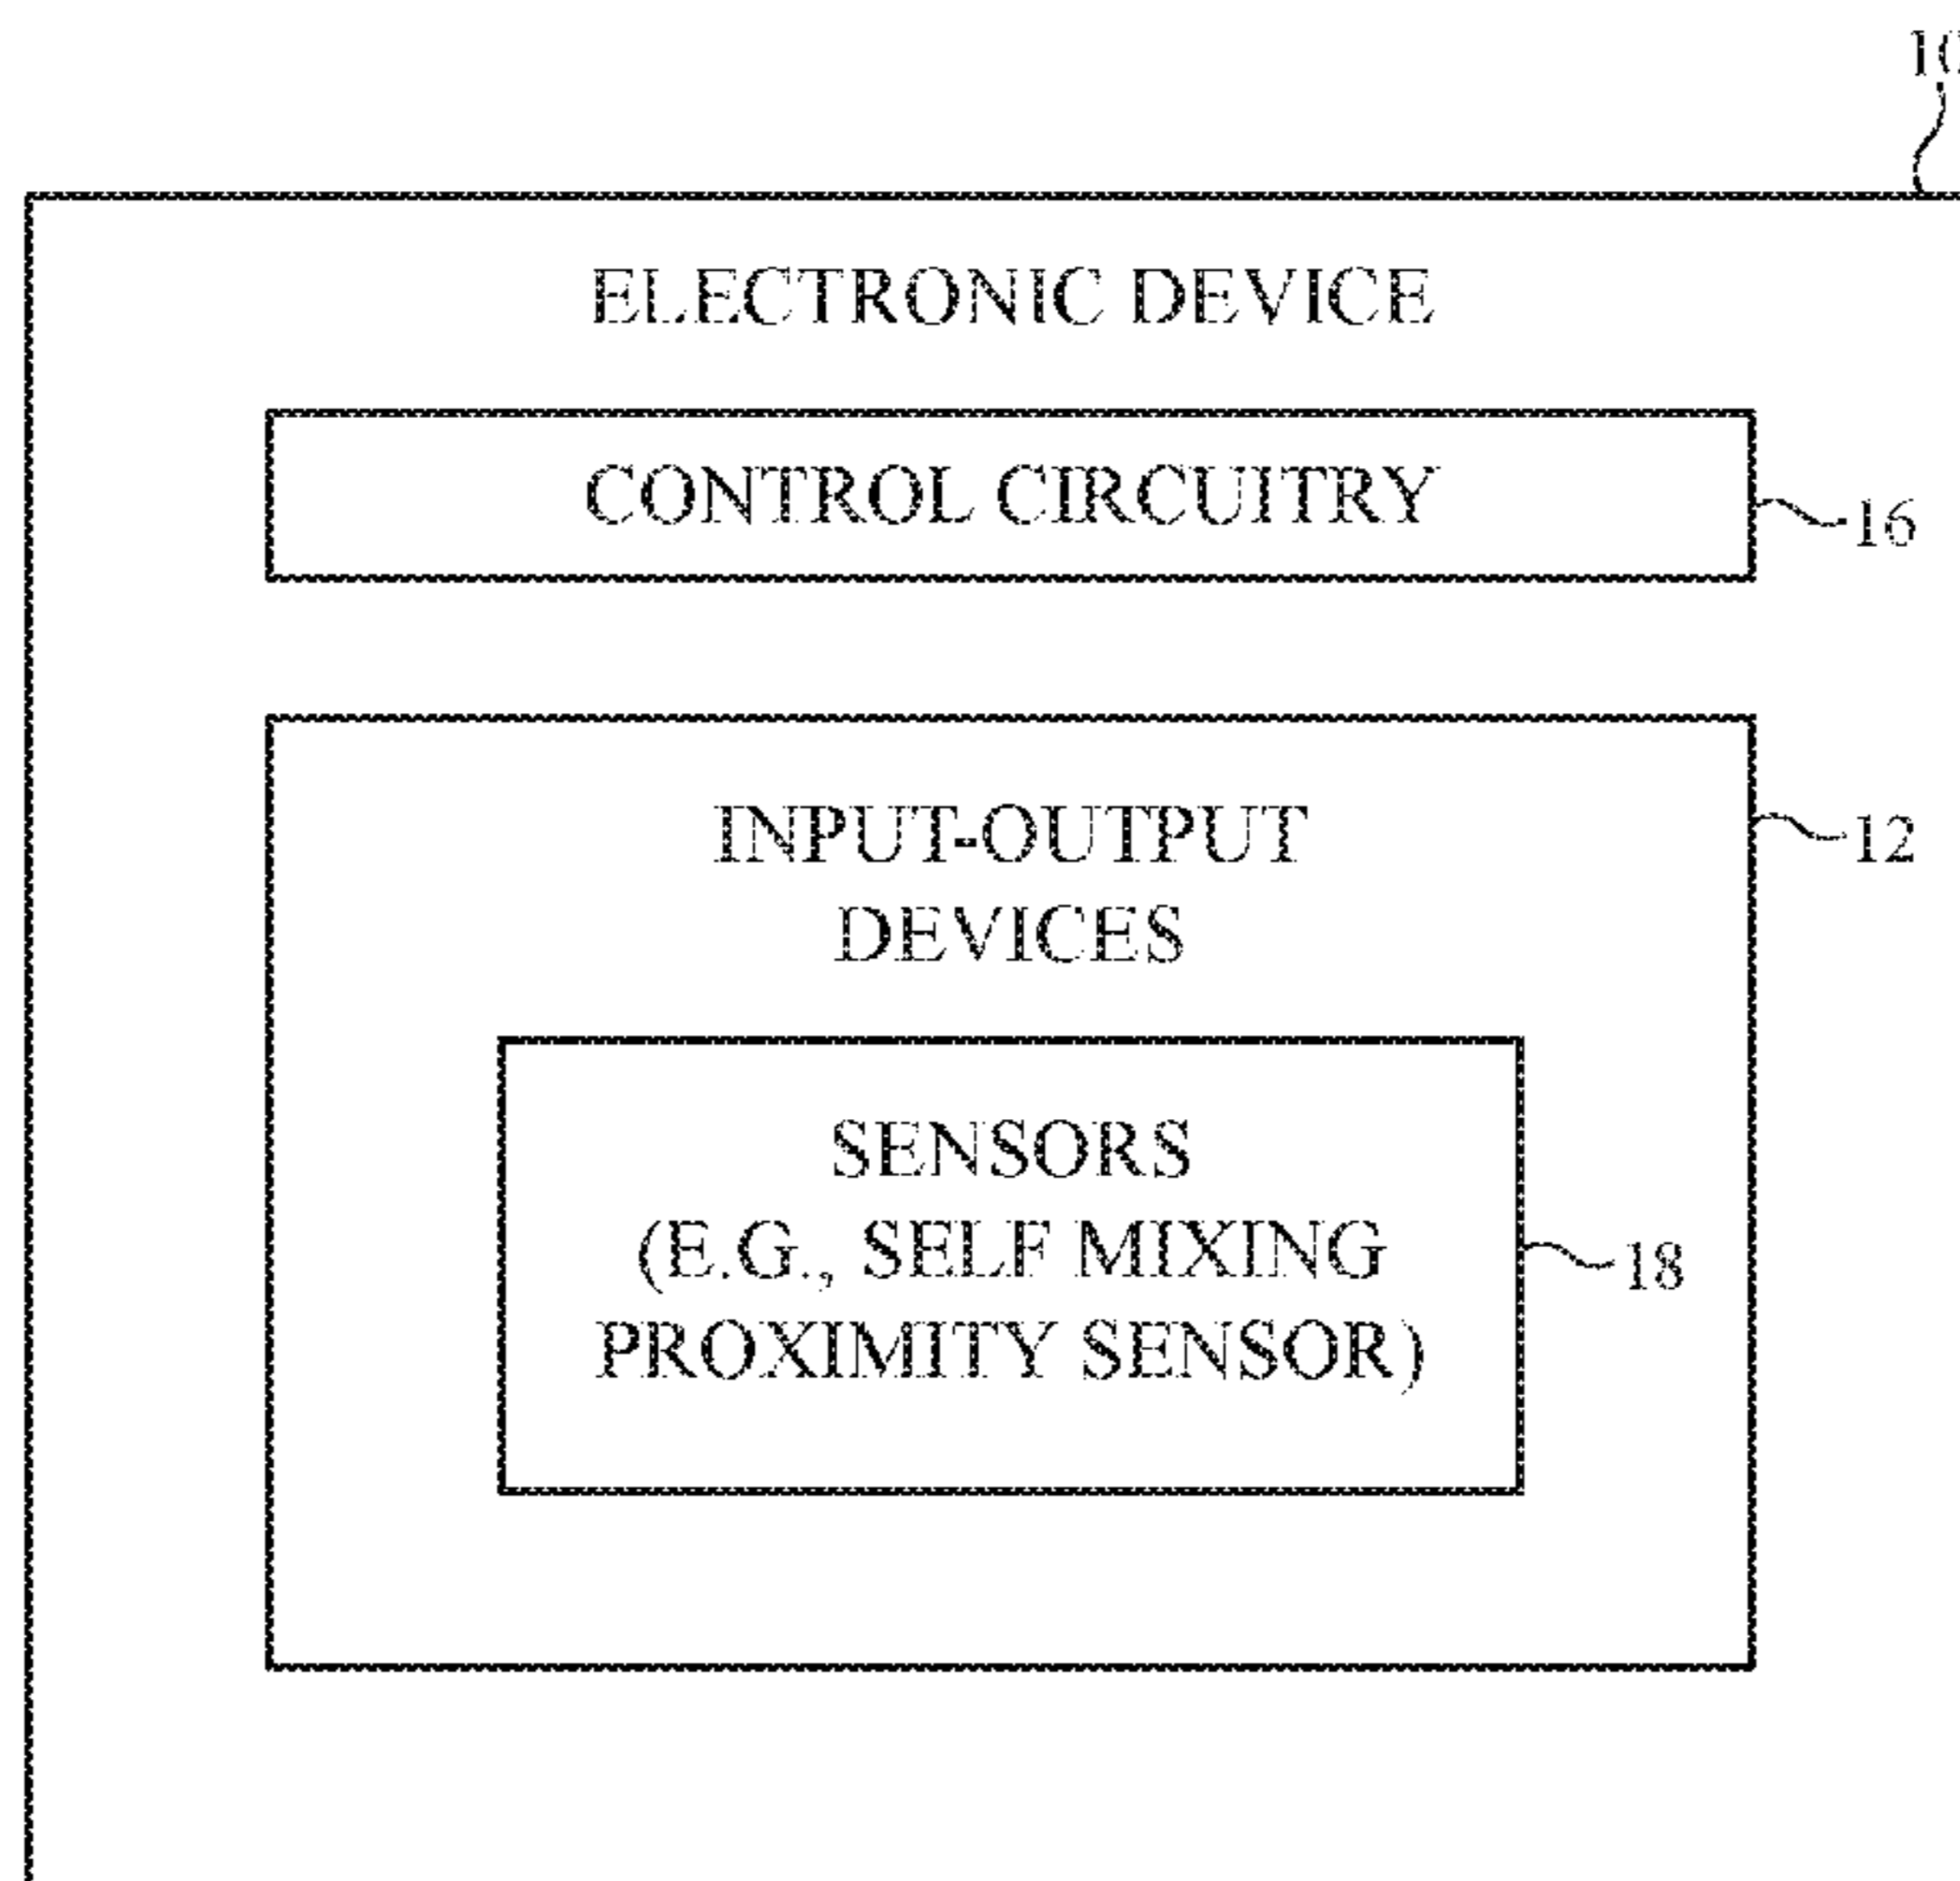 ELECTRONIC DEVICE
CONTROL CIRCUITRY
16
INPUT-OUTPUT
DEVICES
12
SENSORS
(E.G., SELF MIXING
PROXIMITY SENSOR)
18